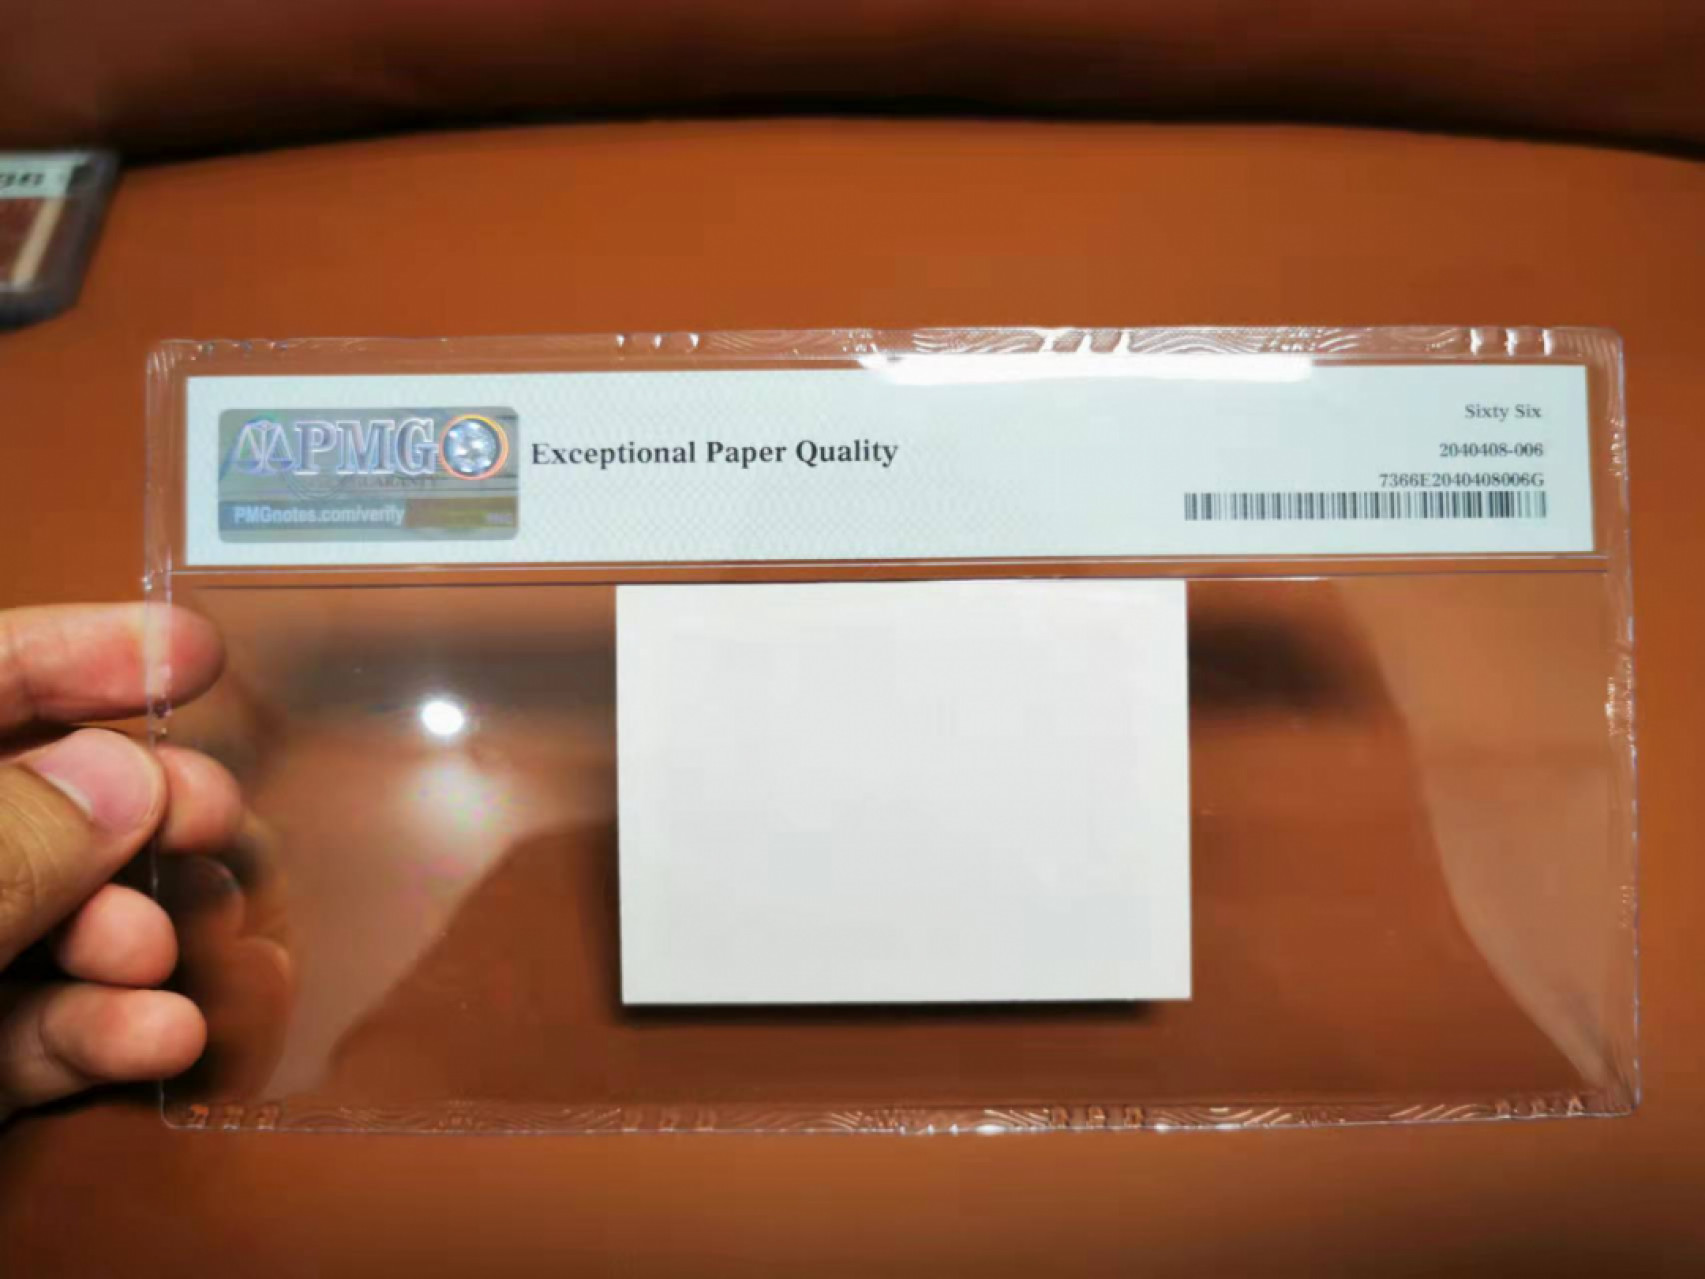 PMG
PMGnotes.com/verify
Exceptional Paper Quality
Sixty Six
2040408-006
7366E2040408006G